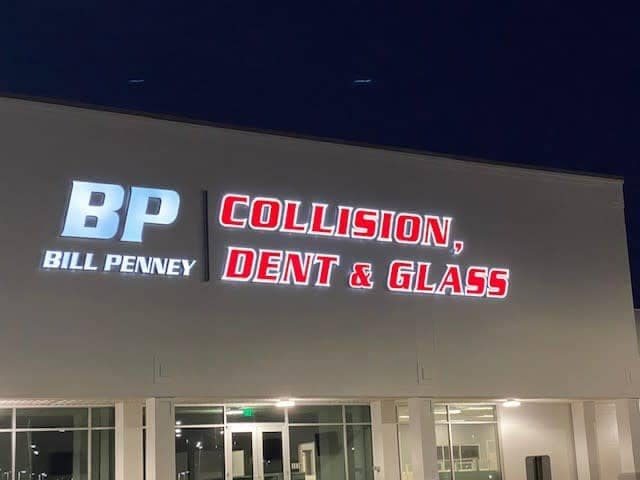 BP
BILL PENNEY
COLLISION,
DENT & GLASS